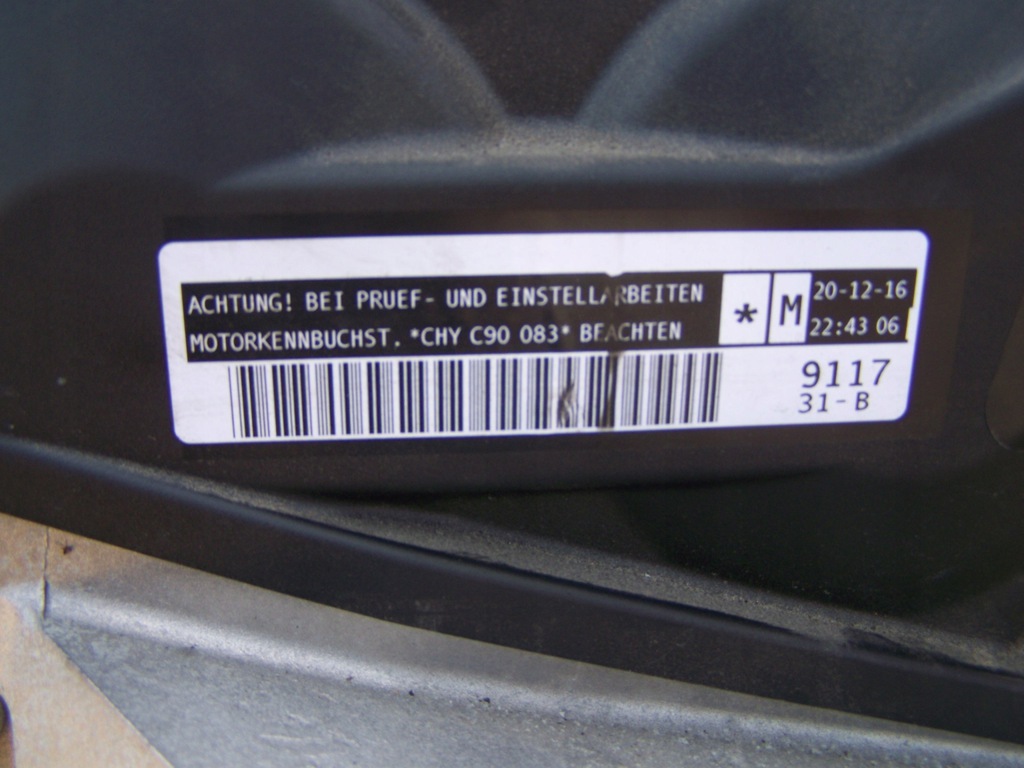 ACHTUNG! BEI PRUEF- UND EINSTELLARBEITEN
MOTORKENNBUCHST. *CHY C90 083* BEACHTEN
* M
20-12-16
22:43 06
9117
31-B